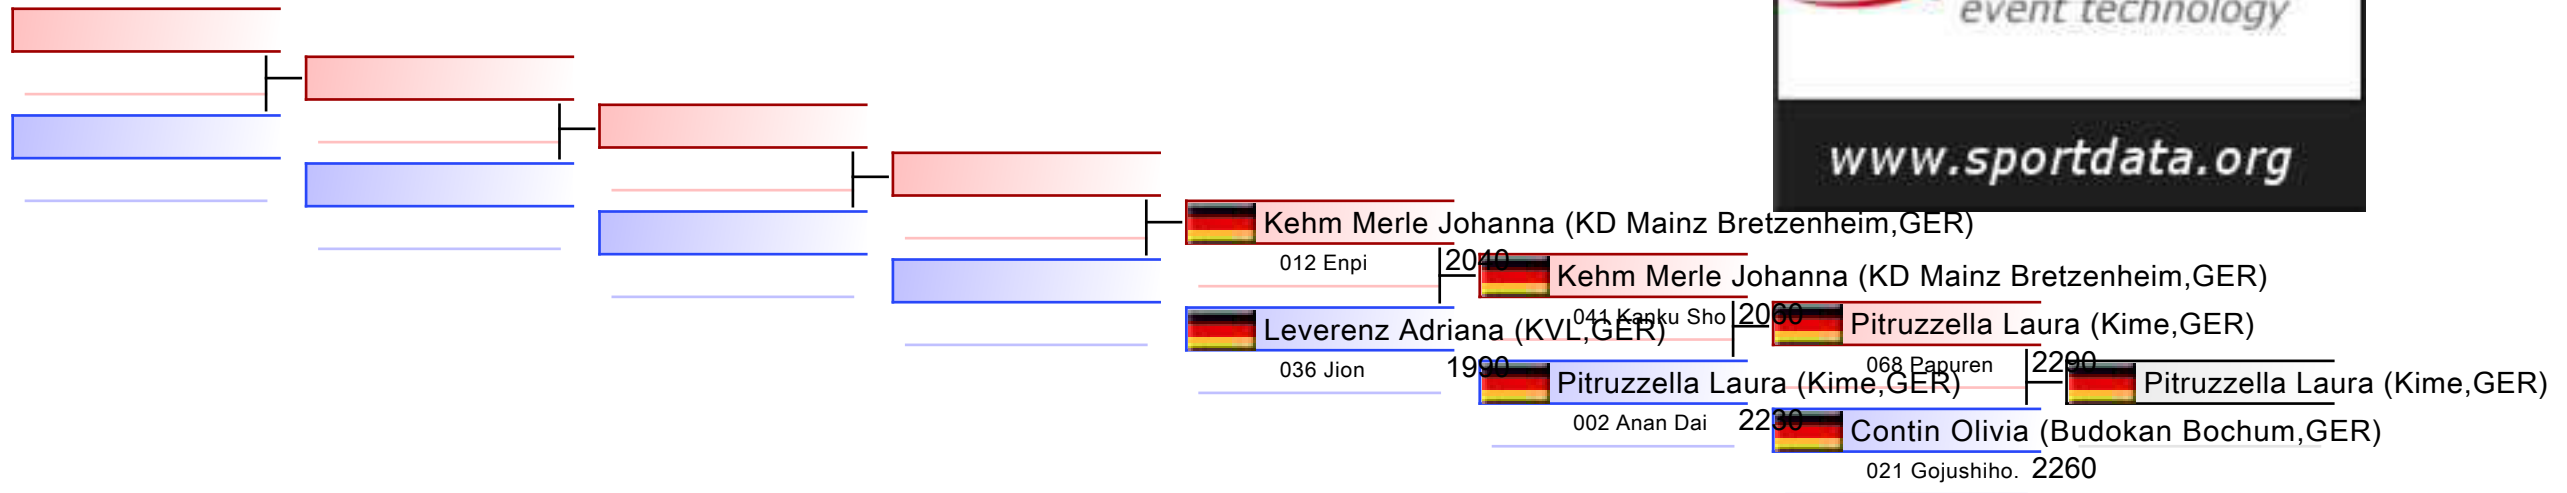 event technology
www.sportdata.org
Kehm Merle Johanna (KD Mainz Bretzenheim,GER)
012 Enpi
2040
Kehm Merle Johanna (KD Mainz Bretzenheim,GER)
041 Kanku Sho
2060
Leverenz Adriana (KVL,GER)
036 Jion
1990
Pitruzzella Laura (Kime,GER)
068 Papuren
2290
Pitruzzella Laura (Kime,GER)
002 Anan Dai
2230
Pitruzzella Laura (Kime,GER)
Contin Olivia (Budokan Bochum,GER)
021 Gojushiho.
2260